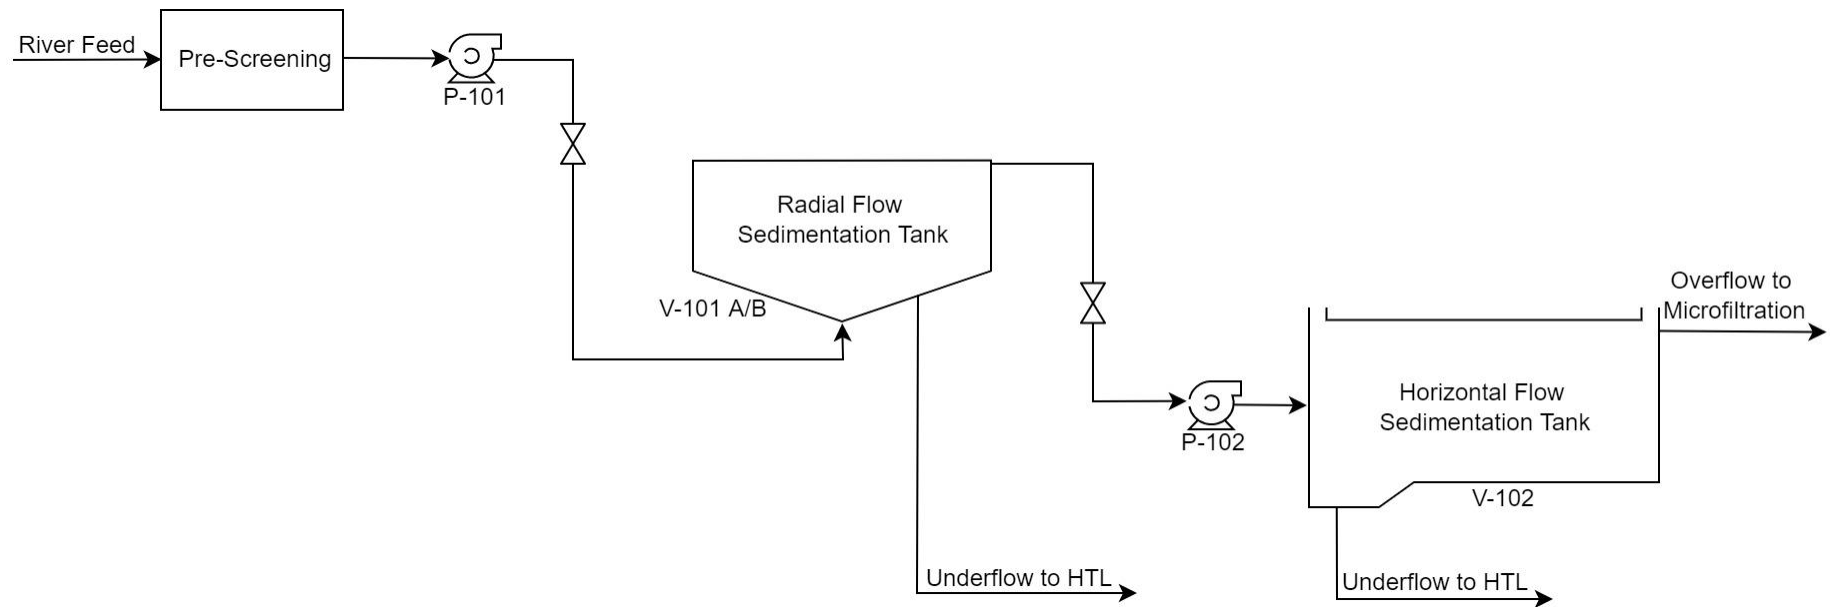 River Feed
Pre-Screening
P-101
Radial Flow
Sedimentation Tank
V-101 A/B
Overflow to
Microfiltration
Horizontal Flow
Sedimentation Tank
P-102
V-102
Underflow to HTL
Underflow to HTL